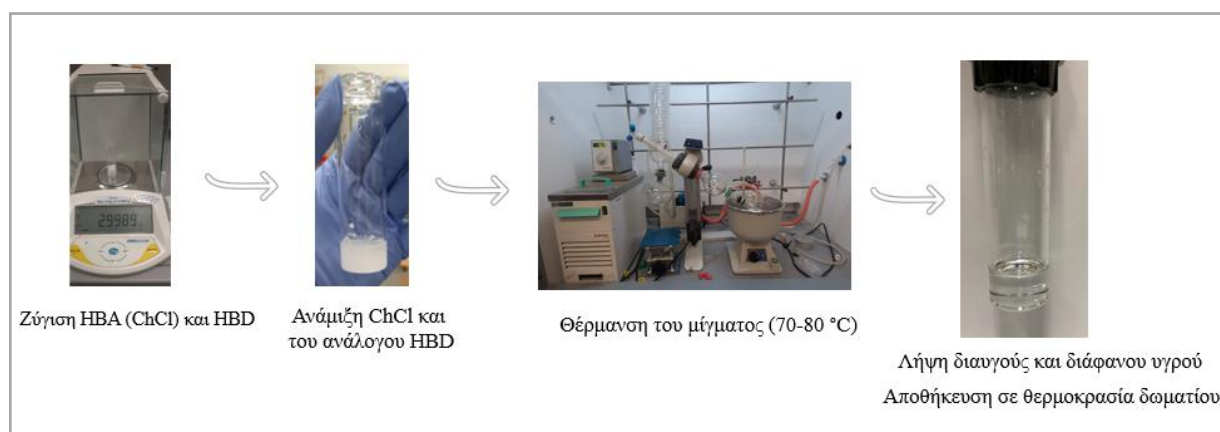 29989
Ζύγιση HBA (ChCl) και HBD
Ανάμιξη ChCl και
του ανάλογου HBD
Θέρμανση του μίγματος (70-80 °C)
Λήψη διαυγούς και διάφανου υγρού
Αποθήκευση σε θερμοκρασία δωματίου